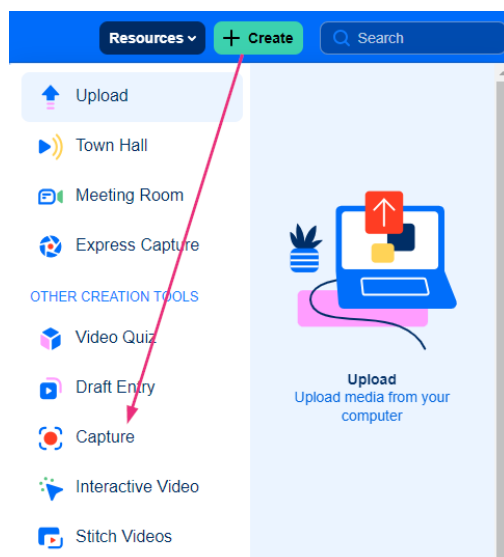 Resources
+ Create
Search
Upload
Town Hall
Meeting Room
Express Capture
OTHER CREATION TOOLS
Video Quiz
Draft Entry
Capture
Interactive Video
Stitch Videos
Upload
Upload media from your
computer